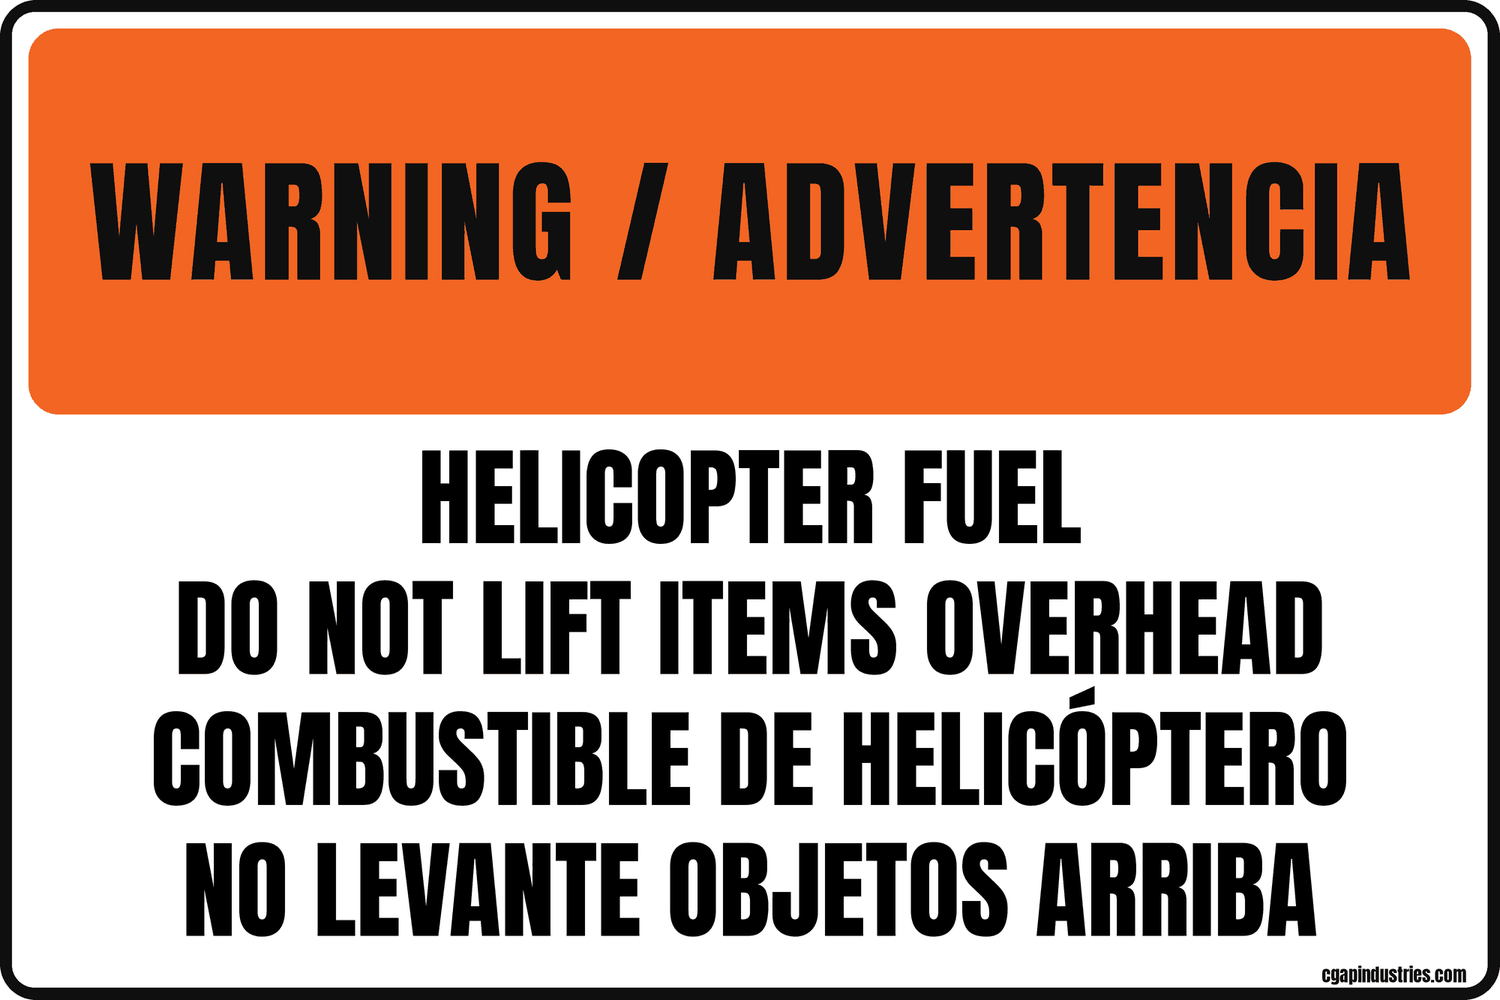 WARNING / ADVERTENCIA
HELICOPTER FUEL
DO NOT LIFT ITEMS OVERHEAD
COMBUSTIBLE DE HELICÓPTERO
NO LEVANTE OBJETOS ARRIBA
cgapindustries.com